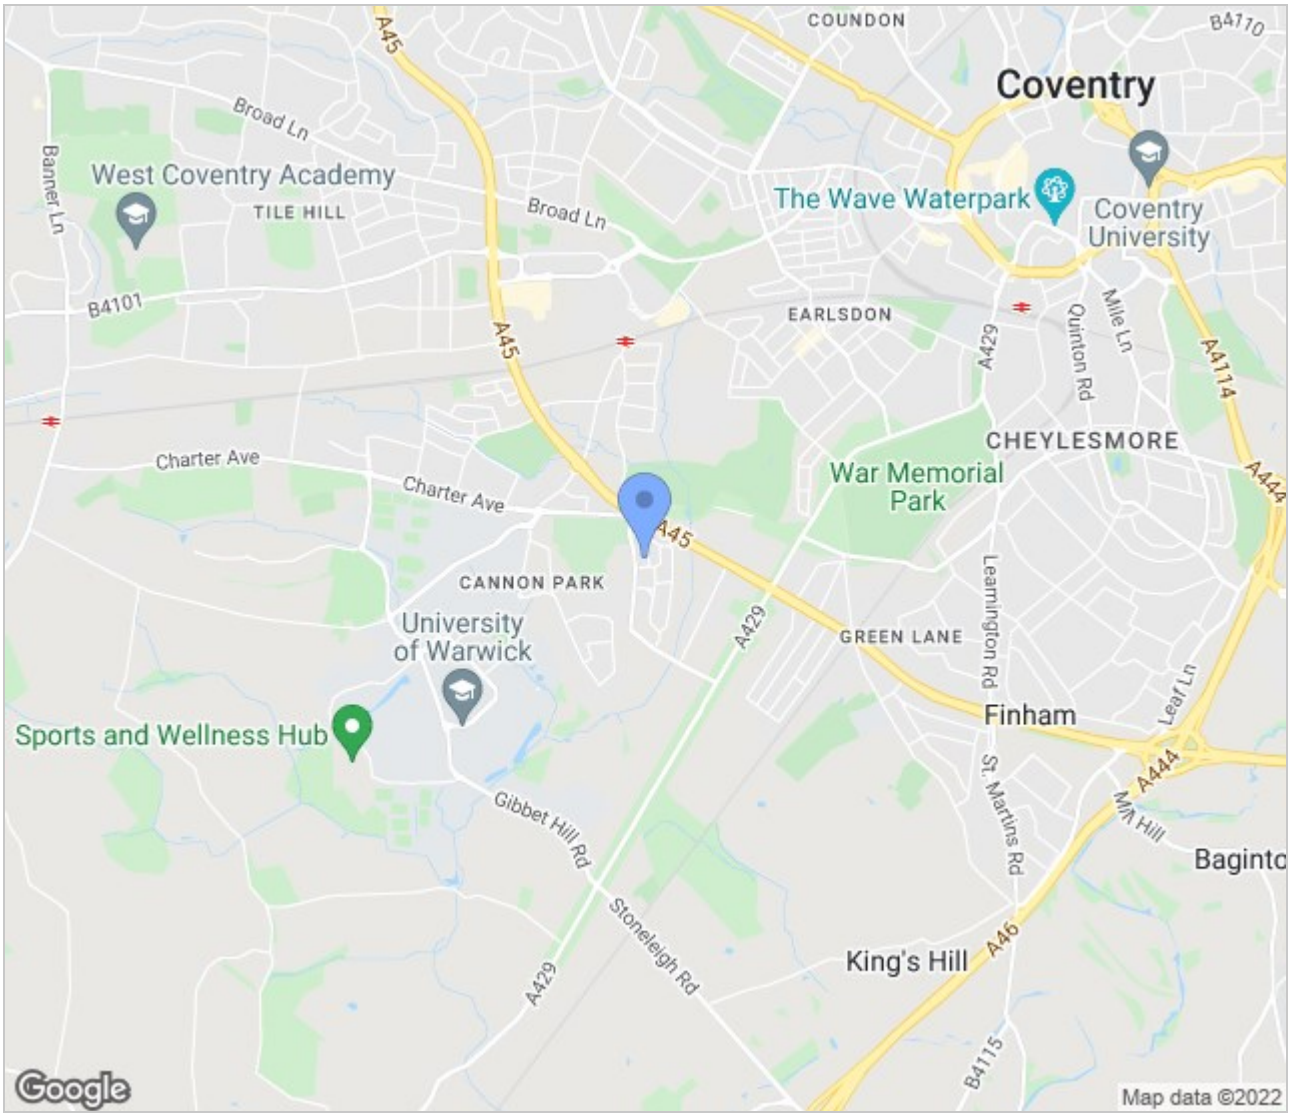 COUNDON
B4110
A45
Coventry
Broad Ln
Banner Ln
West Coventry Academy
TILE HILL
Broad Ln
The Wave Waterpark
Coventry
University
B4101
EARLSDON
A45
A429
Quinton Rd
Mile Ln
A4114
CHEYLESMORE
Charter Ave
Charter Ave
War Memorial
Park
A444
A45
CANNON PARK
Leamington Rd
University
of Warwick
A429
GREEN LANE
Leaf Ln
Finham
Sports and Wellness Hub
St. Martins Rd
A444
Mill Hill
Gibbet Hill Rd
Baginto
Stoneleigh Rd
A46
King's Hill
A429
B4115
Google
Map data ©2022